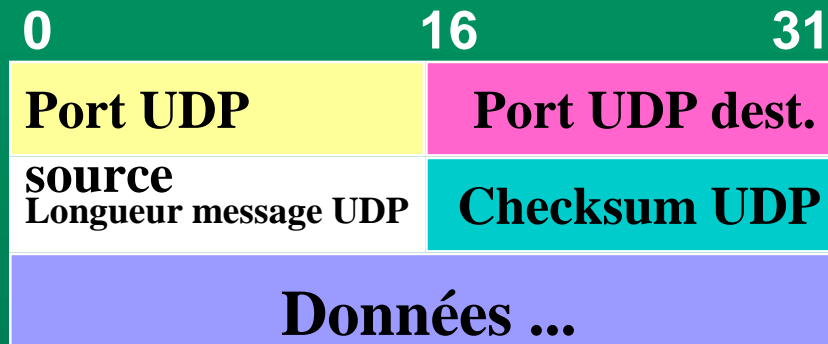 0 16 31
Port UDP Port UDP dest.
source
Longueur message UDP Checksum UDP
Données ...